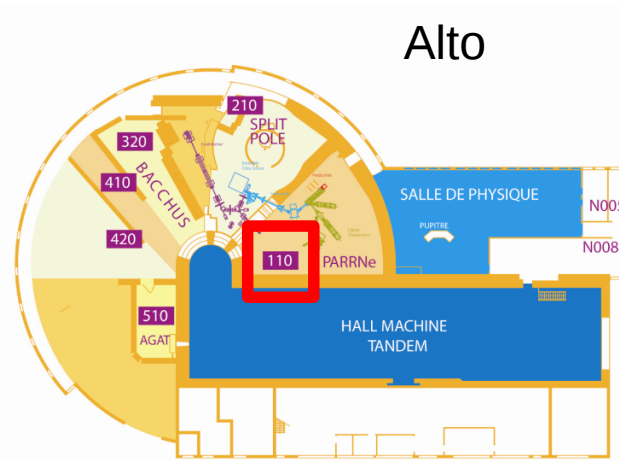 Alto
210
SPLIT
POLE
320
BACCHUS
410
420
SALLE DE PHYSIQUE
PUPITRE
N005
N008
110
PARRNe
510
AGAT
HALL MACHINE
TANDEM